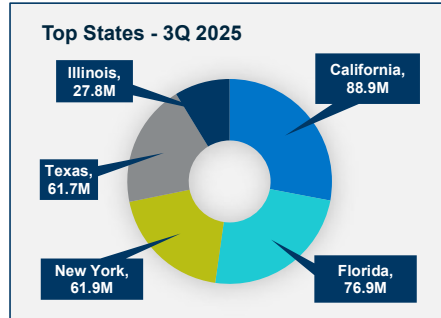 Top States - 3Q 2025
Illinois,
27.8M
California,
88.9M
Texas,
61.7M
New York,
61.9M
Florida,
76.9M